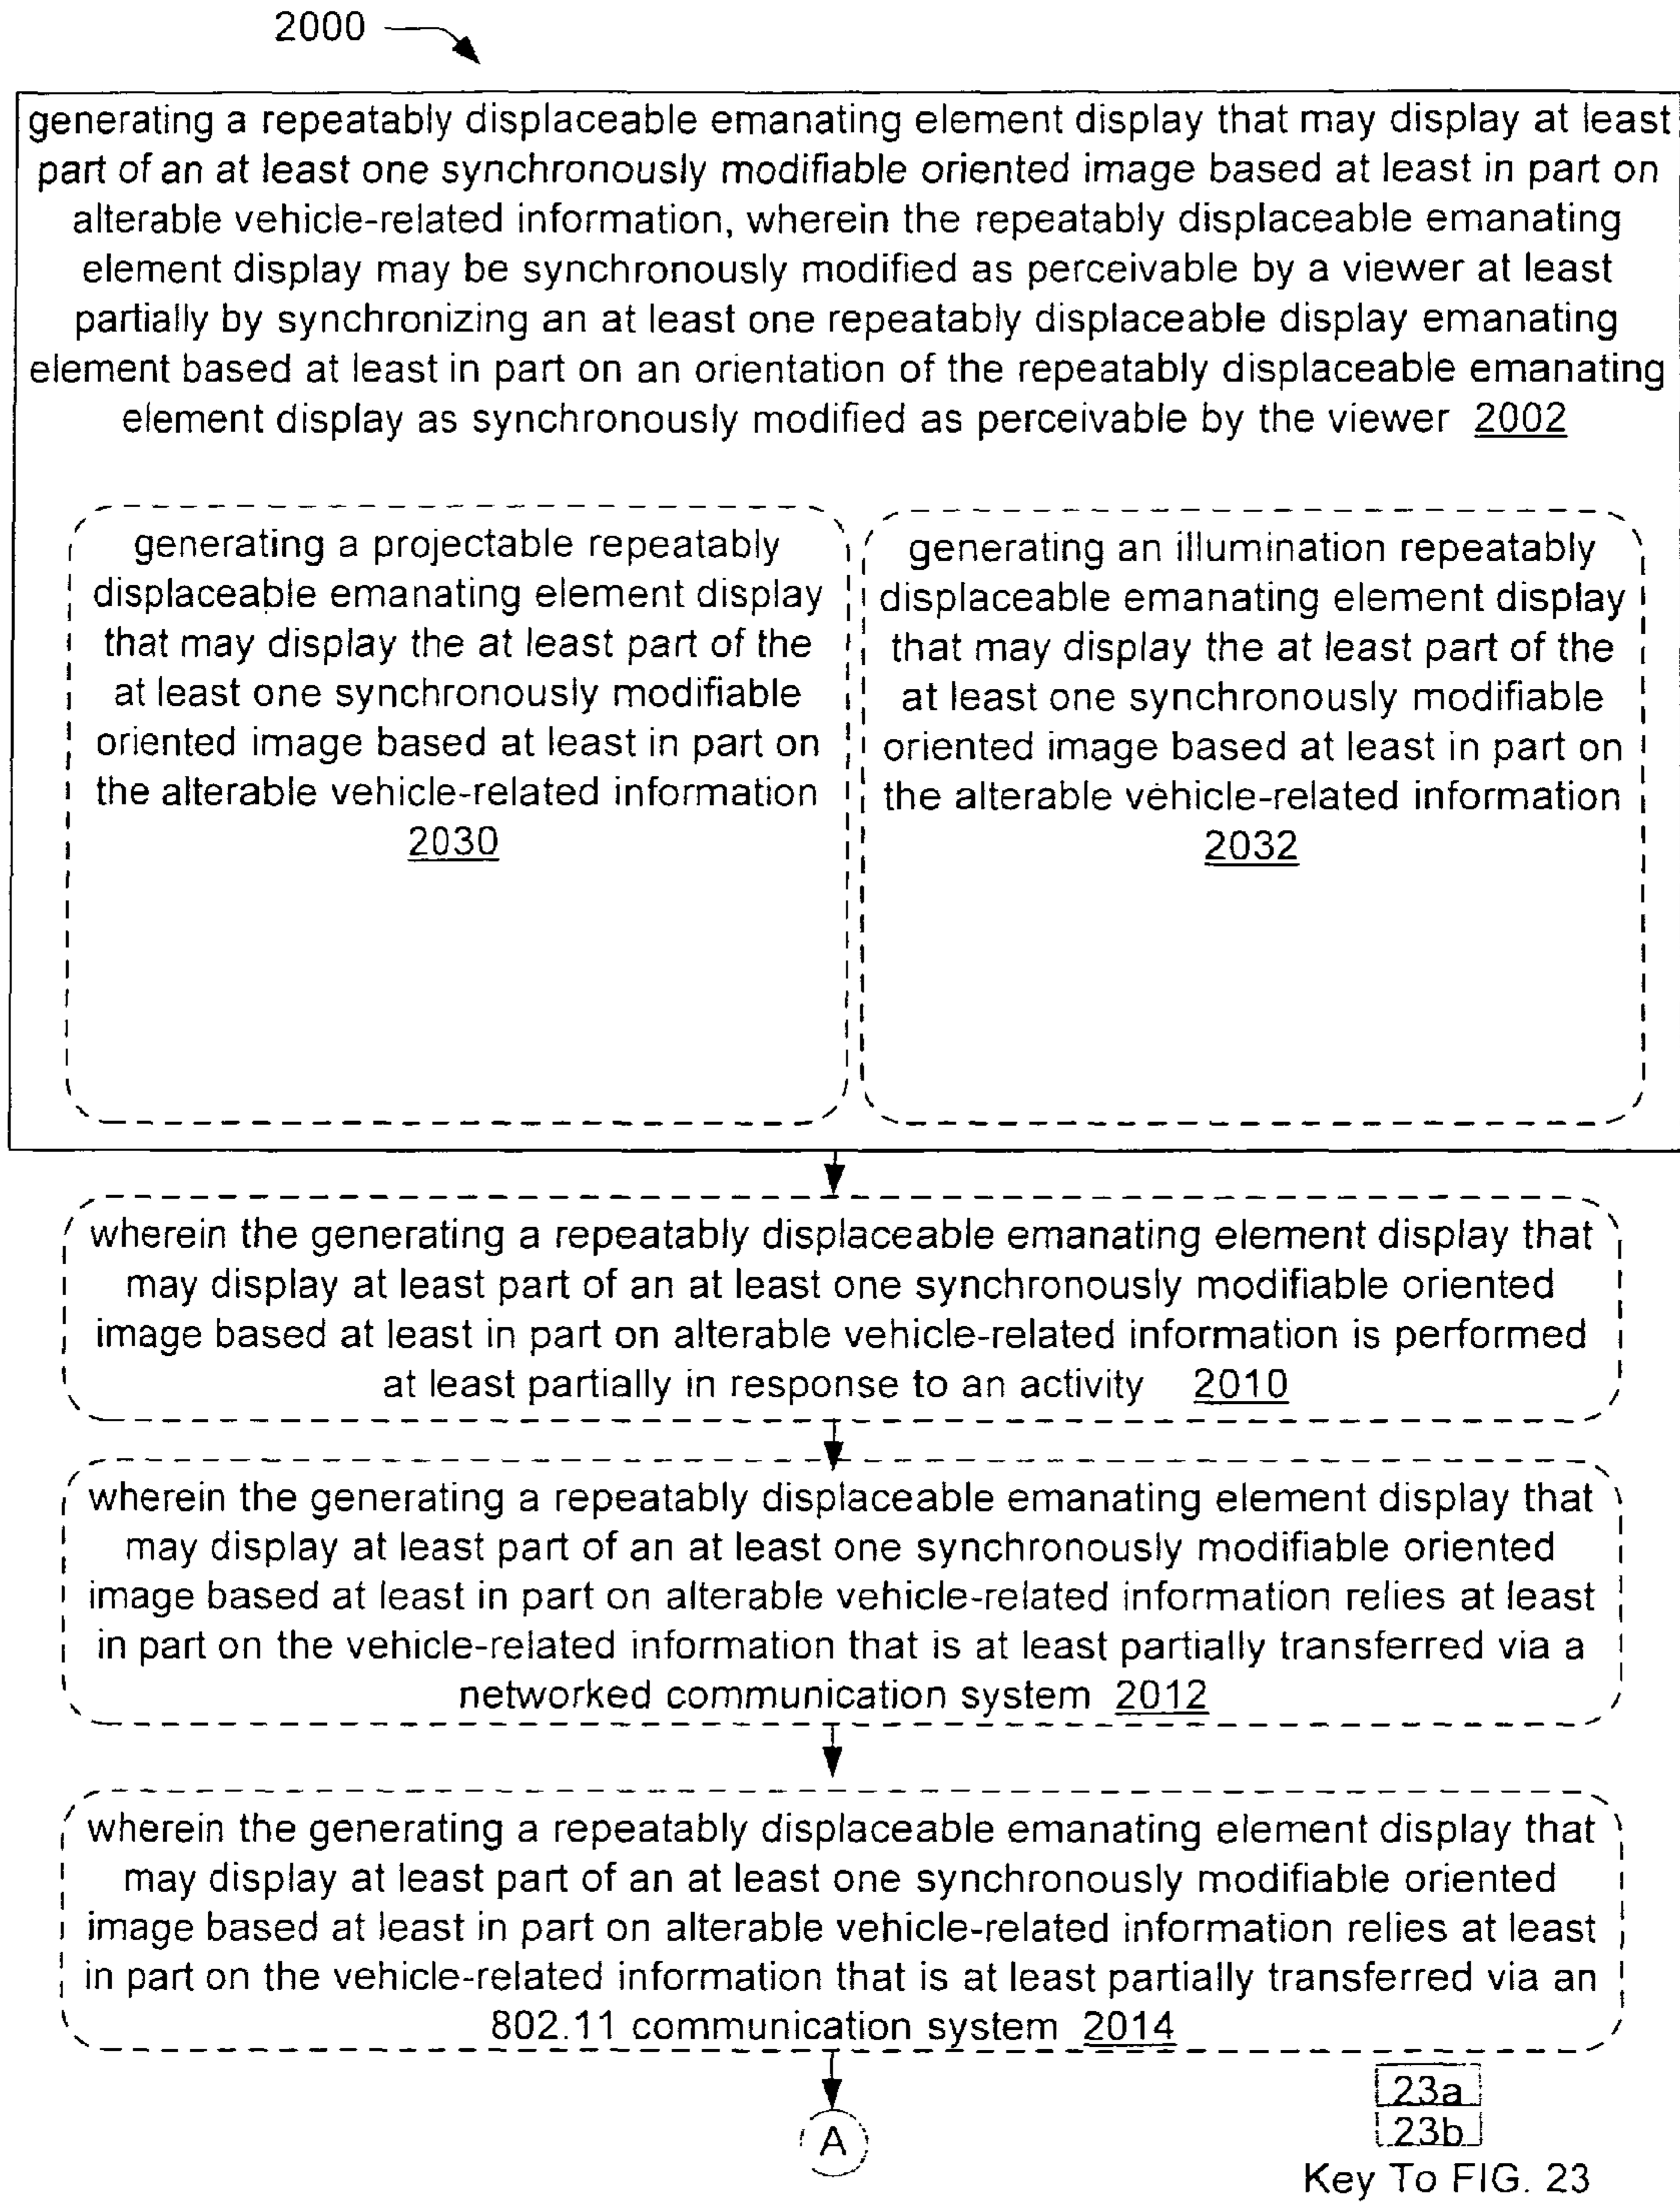 2000
generating a repeatably displaceable emanating element display that may display at least
part of an at least one synchronously modifiable oriented image based at least in part on
alterable vehicle-related information, wherein the repeatably displaceable emanating
element display may be synchronously modified as perceivable by a viewer at least
partially by synchronizing an at least one repeatably displaceable display emanating
element based at least in part on an orientation of the repeatably displaceable emanating
element display as synchronously modified as perceivable by the viewer 2002
generating a projectable repeatably
displaceable emanating element display
that may display the at least part of the
at least one synchronously modifiable
oriented image based at least in part on
the alterable vehicle-related information
2030
generating an illumination repeatably
displaceable emanating element display
that may display the at least part of the
at least one synchronously modifiable
oriented image based at least in part on
the alterable vehicle-related information
2032
wherein the generating a repeatably displaceable emanating element display that
may display at least part of an at least one synchronously modifiable oriented
image based at least in part on alterable vehicle-related information is performed
at least partially in response to an activity 2010
wherein the generating a repeatably displaceable emanating element display that
may display at least part of an at least one synchronously modifiable oriented
image based at least in part on alterable vehicle-related information relies at least
in part on the vehicle-related information that is at least partially transferred via a
networked communication system 2012
wherein the generating a repeatably displaceable emanating element display that
may display at least part of an at least one synchronously modifiable oriented
image based at least in part on alterable vehicle-related information relies at least
in part on the vehicle-related information that is at least partially transferred via an
802.11 communication system 2014
A
23a
23b
Key To FIG. 23